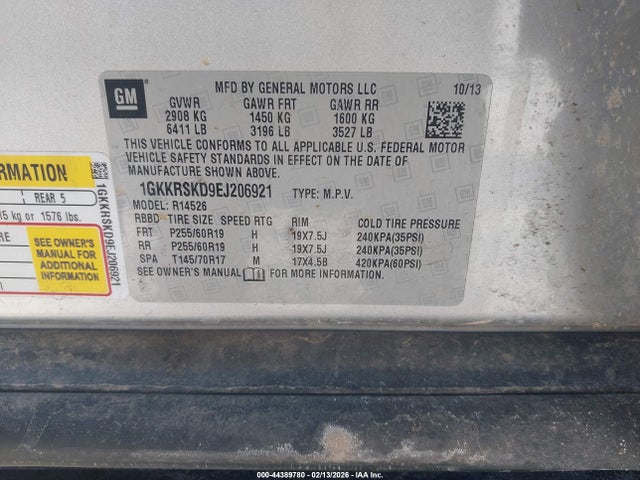 GM
MFD BY GENERAL MOTORS LLC 10/13
GVWR GAWR FRT GAWR RR
2908 KG 1450 KG 1600 KG
6411 LB 3196 LB 3527 LB
THIS VEHICLE CONFORMS TO ALL APPLICABLE U.S. FEDERAL MOTOR
VEHICLE SAFETY STANDARDS IN EFFECT ON THE DATE OF
MANUFACTURE SHOWN ABOVE.
1GKKRSKD9EJ206921 TYPE: M.P.V.
MODEL: R14526
RBBD TIRE SIZE SPEED RTG RIM COLD TIRE PRESSURE
FRT P255/60R19 H 19X7.5J 240KPA(35PSI)
RR P255/60R19 H 19X7.5J 240KPA(35PSI)
SPA T145/70R17 M 17X4.5B 420KPA(60PSI)
SEE OWNER'S MANUAL FOR MORE INFORMATION.
REAR 5
kg or 1576 lbs.
SEE OWNER'S
MANUAL FOR
ADDITIONAL
INFORMATION
1GKKRSKD9EJ206921
000-44389780 - 02/13/2026 - IAA Inc.